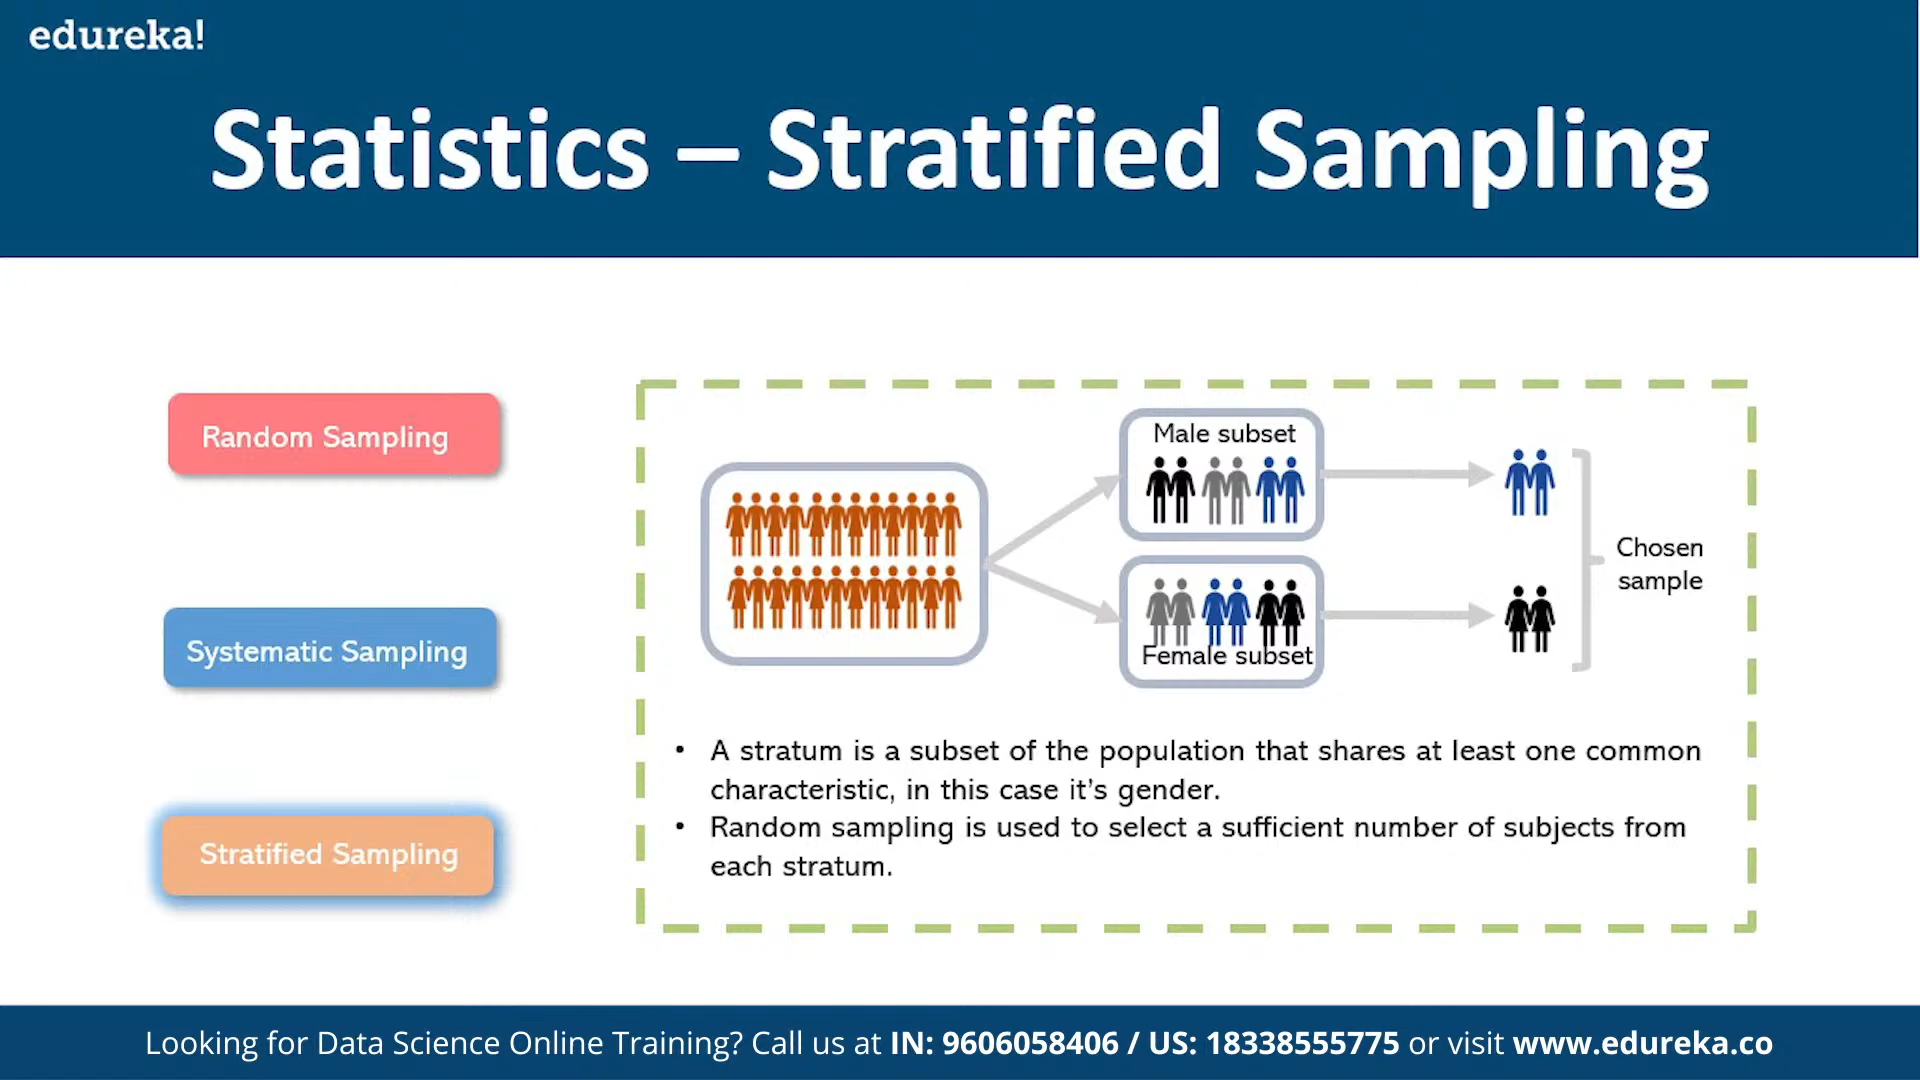 edureka!
Statistics – Stratified Sampling
Random Sampling
Systematic Sampling
Stratified Sampling
Male subset
Female subset
Chosen
sample
• A stratum is a subset of the population that shares at least one common
characteristic, in this case it's gender.
• Random sampling is used to select a sufficient number of subjects from
each stratum.
Looking for Data Science Online Training? Call us at IN: 9606058406 / US: 18338555775 or visit www.edureka.co